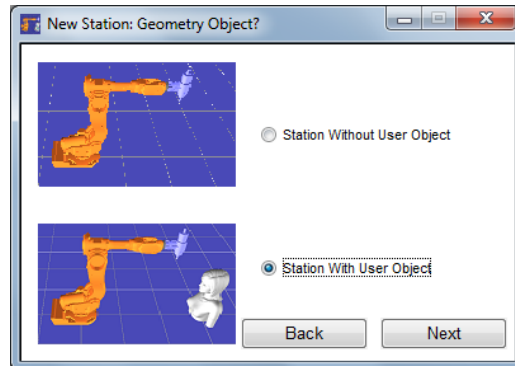 New Station: Geometry Object?
Station Without User Object
Station With User Object
Back
Next